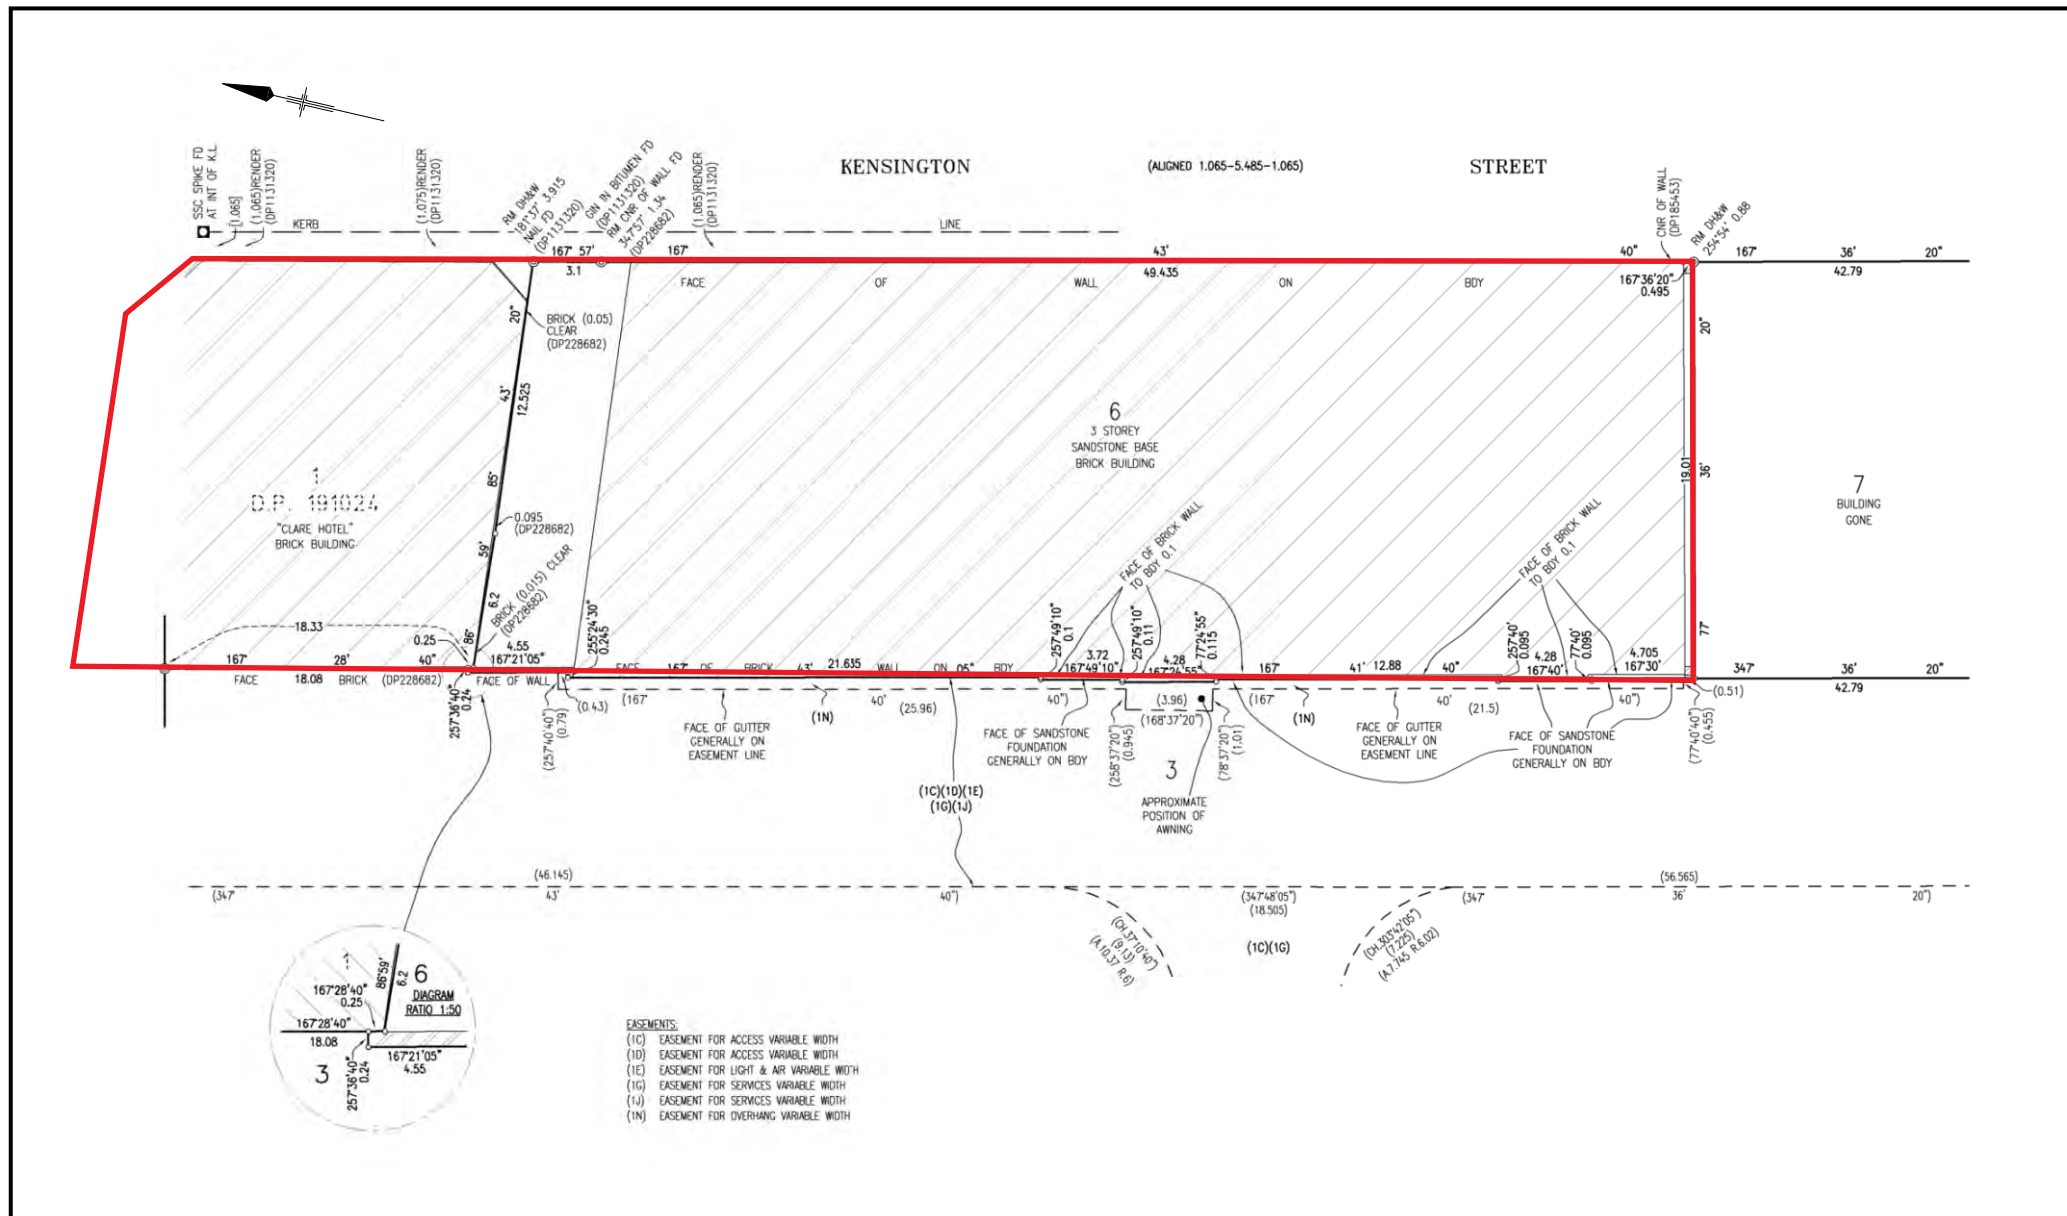 KENSINGTON
(ALIGNED 1.065–5.485–1.065)
STREET
SSC SPIKE FD
AT INT OF K.L.
[1.065]
(1.065)RENDER
(DP1131320)
(1.075)RENDER
(DP1131320)
RM DH&W
181°37' 3.915
NAIL FD
(DP1131320)
GIN IN BITUMEN FD
(DP1131320)
RM CNR OF WALL FD
347°57' 1.34
(DP228682)
(1.065)RENDER
(DP1131320)
CNR OF WALL
(DP185453)
RM DH&W
254°54' 0.88
KERB
LINE
167° 57'
3.1
167°
43'
40"
49.435
167°
36'
20"
42.79
FACE OF WALL ON BDY
167°36'20"
0.495
20"
BRICK (0.05)
CLEAR
(DP228682)
43'
12.525
85°
0.095
(DP228682)
59'
6.2
86°
BRICK (0.015) CLEAR
(DP228682)
1
D.P. 191024
"CLARE HOTEL"
BRICK BUILDING
6
3 STOREY
SANDSTONE BASE
BRICK BUILDING
20"
19.01
36'
77°
7
BUILDING
GONE
FACE OF BRICK WALL
TO BDY 0.1
FACE OF BRICK WALL
TO BDY 0.1
18.33
0.25
4.55
167°21'05"
255°24'30"
0.245
257°49'10"
0.1
257°49'10"
0.11
77°24'55"
0.115
257°40'
0.095
77°40'
0.095
167° 28' 40"
FACE 18.08 BRICK (DP228682)
FACE OF WALL
FACE OF BRICK WALL ON BDY
167° 43' 05"
21.635
3.72
167°49'10"
4.28
167°24'55"
167° 41' 40"
12.88
4.28
167°40'
4.705
167°30'
347° 36' 20"
42.79
257°36'40"
0.24
(257°40'40")
(0.79)
(0.43)
(167° 40' 40")
(25.96)
(1N)
(3.96)
(168°37'20")
(258°37'20")
(0.945)
(78°37'20")
(1.01)
(167° 40' 40")
(1N)
(21.5)
(0.51)
(77°40'40")
(0.455)
FACE OF GUTTER
GENERALLY ON
EASEMENT LINE
FACE OF SANDSTONE
FOUNDATION
GENERALLY ON BDY
FACE OF GUTTER
GENERALLY ON
EASEMENT LINE
FACE OF SANDSTONE
FOUNDATION
GENERALLY ON BDY
3
APPROXIMATE
POSITION OF
AWNING
(1C)(1D)(1E)
(1G)(1J)
(46.145)
(347° 43' 40")
(347°48'05")
(18.505)
(56.565)
(347° 36' 20")
(CH.37°10'40")
(9.13)
(A.10.37 R.6)
(1C)(1G)
(CH.303°42'05")
(7.225)
(A.7.745 R.6.02)
1
86°59'
6.2
6
DIAGRAM
RATIO 1:50
167°28'40"
0.25
167°28'40"
18.08
257°36'40"
0.24
167°21'05"
4.55
3
EASEMENTS:
(1C) EASEMENT FOR ACCESS VARIABLE WIDTH
(1D) EASEMENT FOR ACCESS VARIABLE WIDTH
(1E) EASEMENT FOR LIGHT & AIR VARIABLE WIDTH
(1G) EASEMENT FOR SERVICES VARIABLE WIDTH
(1J) EASEMENT FOR SERVICES VARIABLE WIDTH
(1N) EASEMENT FOR OVERHANG VARIABLE WIDTH